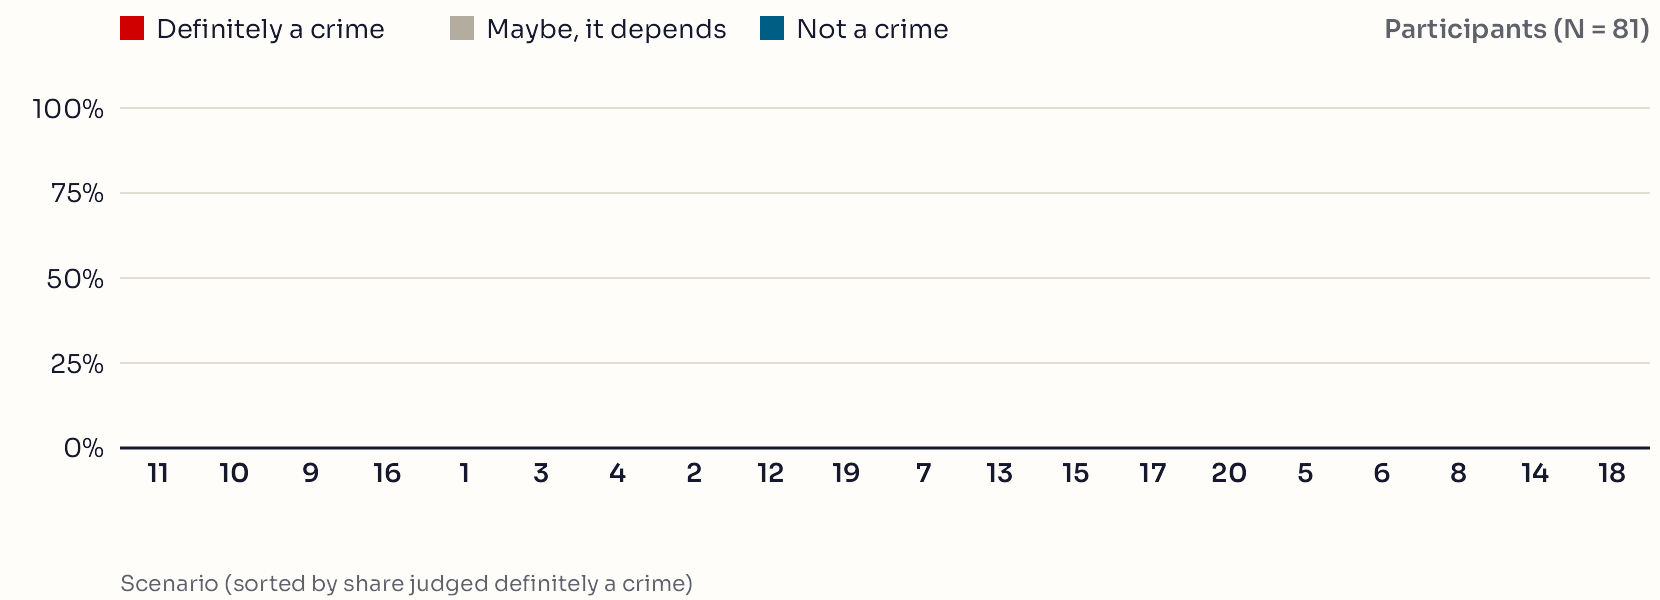 Definitely a crime Maybe, it depends Not a crime Participants (N = 81)
100%
75%
50%
25%
0%
11 10 9 16 1 3 4 2 12 19 7 13 15 17 20 5 6 8 14 18
Scenario (sorted by share judged definitely a crime)